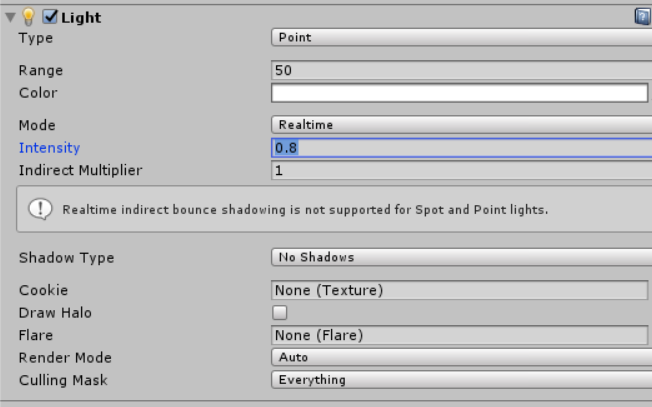 Light
Type Point
Range 50
Color
Mode Realtime
Intensity 0.8
Indirect Multiplier 1
Realtime indirect bounce shadowing is not supported for Spot and Point lights.
Shadow Type No Shadows
Cookie None (Texture)
Draw Halo
Flare None (Flare)
Render Mode Auto
Culling Mask Everything